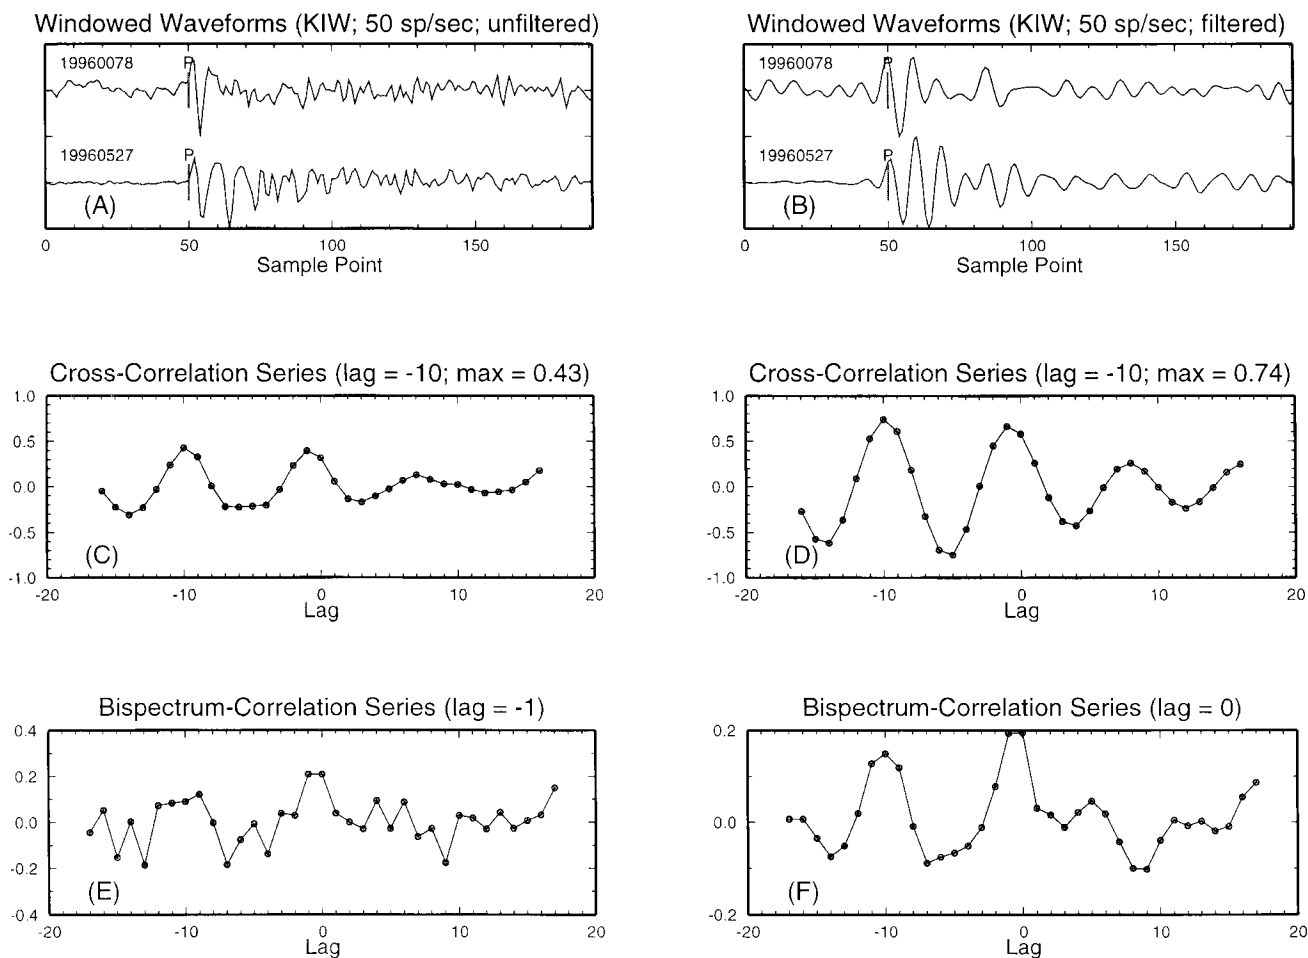 Windowed Waveforms (KIW; 50 sp/sec; unfiltered)
19960078
P
19960527
P
(A)
0 50 100 150
Sample Point
Windowed Waveforms (KIW; 50 sp/sec; filtered)
19960078
P
19960527
P
(B)
0 50 100 150
Sample Point
Cross-Correlation Series (lag = -10; max = 0.43)
1.0
0.5
0.0
-0.5
-1.0
(C)
-20 -10 0 10 20
Lag
Cross-Correlation Series (lag = -10; max = 0.74)
1.0
0.5
0.0
-0.5
-1.0
(D)
-20 -10 0 10 20
Lag
Bispectrum-Correlation Series (lag = -1)
0.4
0.2
0.0
-0.2
-0.4
(E)
-20 -10 0 10 20
Lag
Bispectrum-Correlation Series (lag = 0)
0.2
0.0
-0.2
(F)
-20 -10 0 10 20
Lag